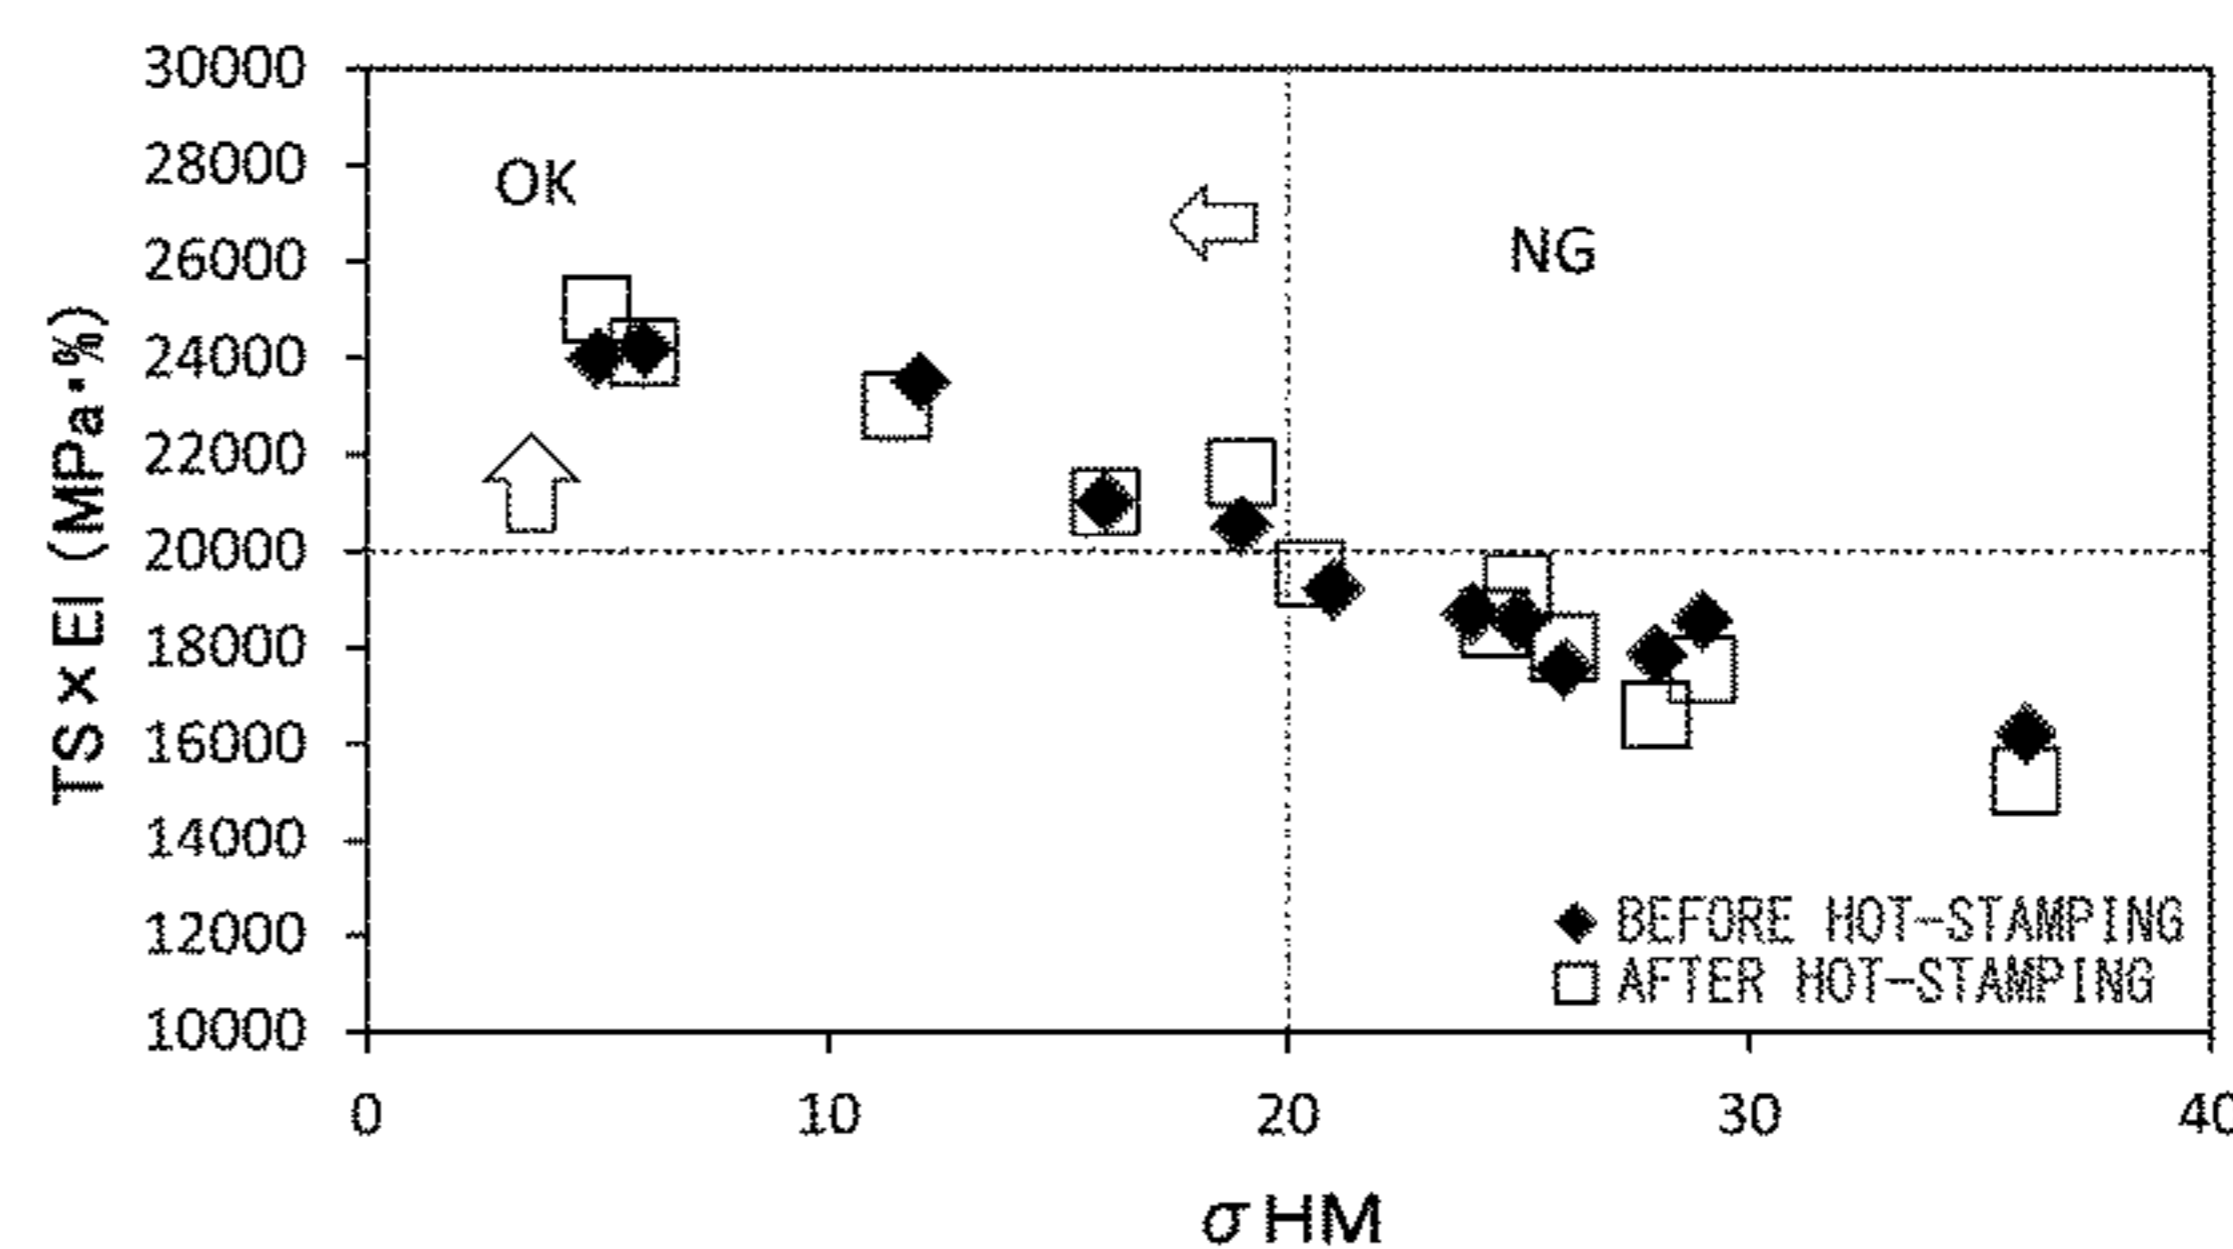 30000
28000
26000
24000
22000
20000
18000
16000
14000
12000
10000
TS×El (MPa・%)
OK
NG
◆ BEFORE HOT-STAMPING
□ AFTER HOT-STAMPING
0 10 20 30 40
σHM